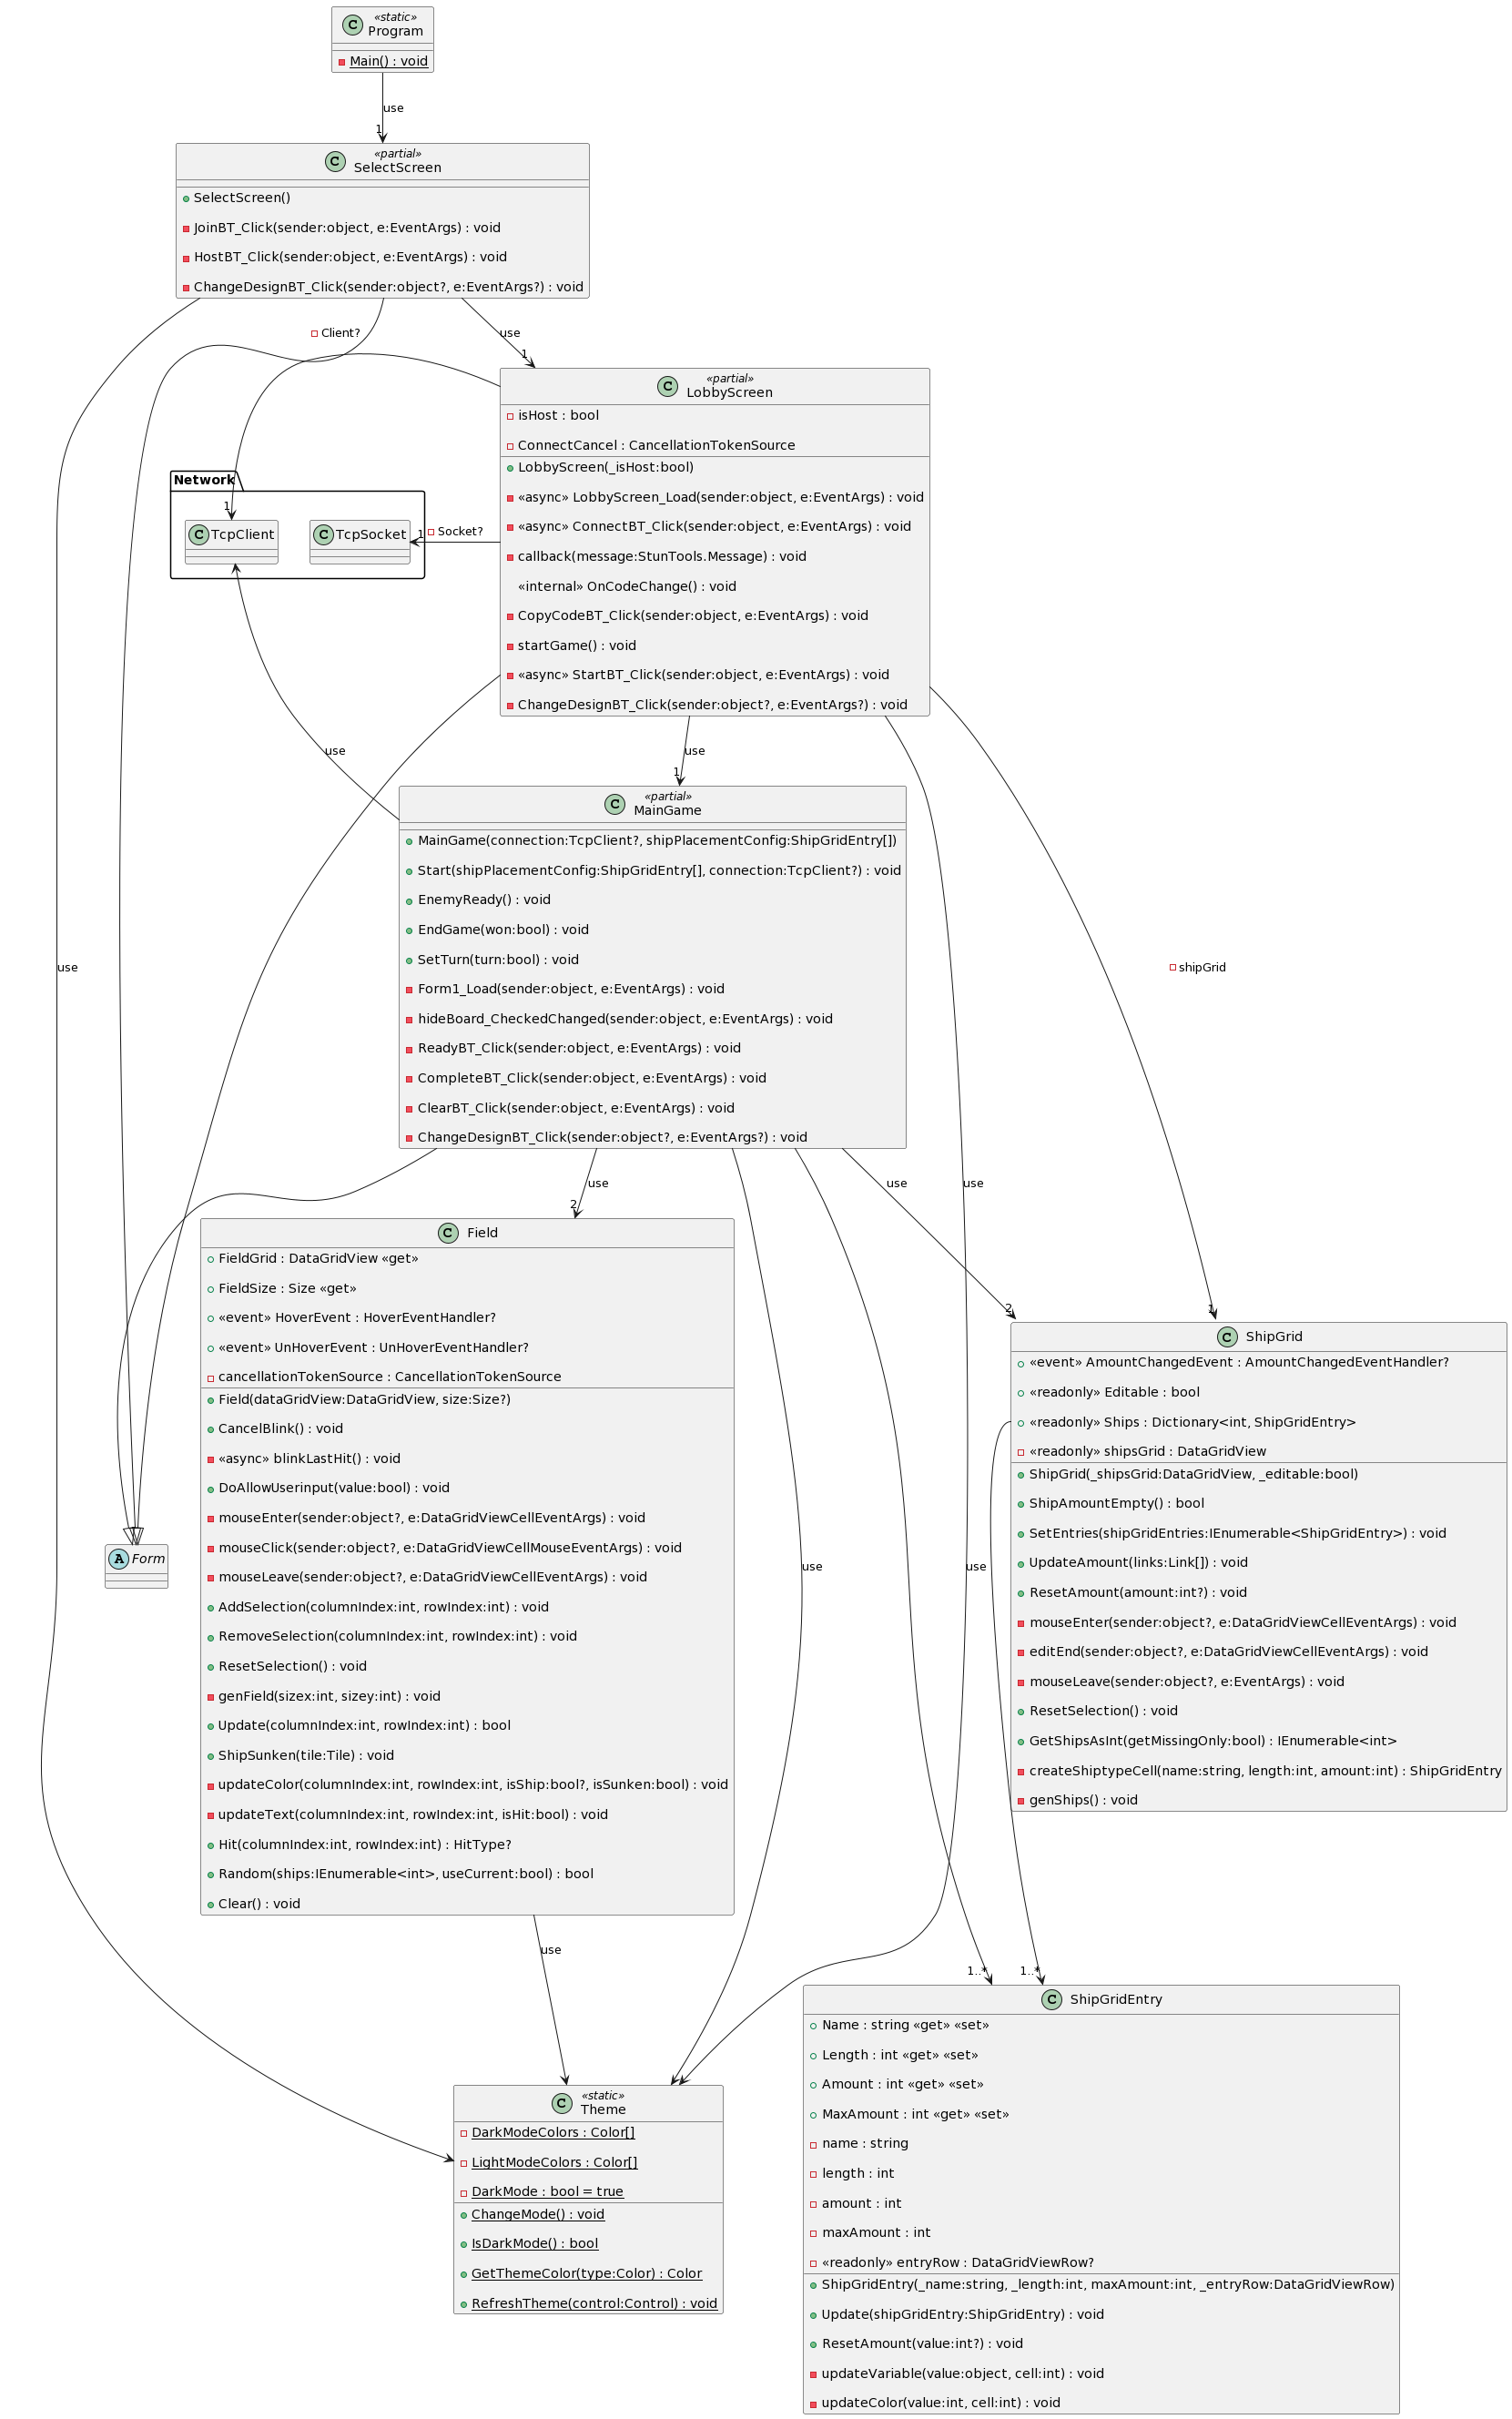 C
«static»
Program
Main() : void
use
1
C
«partial»
SelectScreen
SelectScreen()
JoinBT_Click(sender:object, e:EventArgs) : void
HostBT_Click(sender:object, e:EventArgs) : void
ChangeDesignBT_Click(sender:object?, e:EventArgs?) : void
Client?
use
1
C
«partial»
LobbyScreen
isHost : bool
ConnectCancel : CancellationTokenSource
LobbyScreen(_isHost:bool)
«async» LobbyScreen_Load(sender:object, e:EventArgs) : void
«async» ConnectBT_Click(sender:object, e:EventArgs) : void
callback(message:StunTools.Message) : void
«internal» OnCodeChange() : void
CopyCodeBT_Click(sender:object, e:EventArgs) : void
startGame() : void
«async» StartBT_Click(sender:object, e:EventArgs) : void
ChangeDesignBT_Click(sender:object?, e:EventArgs?) : void
Network
1
C TcpClient
C TcpSocket
1
Socket?
use
use
1
C
«partial»
MainGame
MainGame(connection:TcpClient?, shipPlacementConfig:ShipGridEntry[])
Start(shipPlacementConfig:ShipGridEntry[], connection:TcpClient?) : void
EnemyReady() : void
EndGame(won:bool) : void
SetTurn(turn:bool) : void
Form1_Load(sender:object, e:EventArgs) : void
hideBoard_CheckedChanged(sender:object, e:EventArgs) : void
ReadyBT_Click(sender:object, e:EventArgs) : void
CompleteBT_Click(sender:object, e:EventArgs) : void
ClearBT_Click(sender:object, e:EventArgs) : void
ChangeDesignBT_Click(sender:object?, e:EventArgs?) : void
use
shipGrid
use
use
use
2
2
1
C Field
FieldGrid : DataGridView «get»
FieldSize : Size «get»
«event» HoverEvent : HoverEventHandler?
«event» UnHoverEvent : UnHoverEventHandler?
cancellationTokenSource : CancellationTokenSource
Field(dataGridView:DataGridView, size:Size?)
CancelBlink() : void
«async» blinkLastHit() : void
DoAllowUserinput(value:bool) : void
mouseEnter(sender:object?, e:DataGridViewCellEventArgs) : void
mouseClick(sender:object?, e:DataGridViewCellMouseEventArgs) : void
mouseLeave(sender:object?, e:DataGridViewCellEventArgs) : void
AddSelection(columnIndex:int, rowIndex:int) : void
RemoveSelection(columnIndex:int, rowIndex:int) : void
ResetSelection() : void
genField(sizex:int, sizey:int) : void
Update(columnIndex:int, rowIndex:int) : bool
ShipSunken(tile:Tile) : void
updateColor(columnIndex:int, rowIndex:int, isShip:bool?, isSunken:bool) : void
updateText(columnIndex:int, rowIndex:int, isHit:bool) : void
Hit(columnIndex:int, rowIndex:int) : HitType?
Random(ships:IEnumerable<int>, useCurrent:bool) : bool
Clear() : void
C ShipGrid
«event» AmountChangedEvent : AmountChangedEventHandler?
«readonly» Editable : bool
«readonly» Ships : Dictionary<int, ShipGridEntry>
«readonly» shipsGrid : DataGridView
ShipGrid(_shipsGrid:DataGridView, _editable:bool)
ShipAmountEmpty() : bool
SetEntries(shipGridEntries:IEnumerable<ShipGridEntry>) : void
UpdateAmount(links:Link[]) : void
ResetAmount(amount:int?) : void
mouseEnter(sender:object?, e:DataGridViewCellEventArgs) : void
editEnd(sender:object?, e:DataGridViewCellEventArgs) : void
mouseLeave(sender:object?, e:EventArgs) : void
ResetSelection() : void
GetShipsAsInt(getMissingOnly:bool) : IEnumerable<int>
createShiptypeCell(name:string, length:int, amount:int) : ShipGridEntry
genShips() : void
A Form
use
use
use
1..*
1..*
C
«static»
Theme
DarkModeColors : Color[]
LightModeColors : Color[]
DarkMode : bool = true
ChangeMode() : void
IsDarkMode() : bool
GetThemeColor(type:Color) : Color
RefreshTheme(control:Control) : void
C ShipGridEntry
Name : string «get» «set»
Length : int «get» «set»
Amount : int «get» «set»
MaxAmount : int «get» «set»
name : string
length : int
amount : int
maxAmount : int
«readonly» entryRow : DataGridViewRow?
ShipGridEntry(_name:string, _length:int, maxAmount:int, _entryRow:DataGridViewRow)
Update(shipGridEntry:ShipGridEntry) : void
ResetAmount(value:int?) : void
updateVariable(value:object, cell:int) : void
updateColor(value:int, cell:int) : void